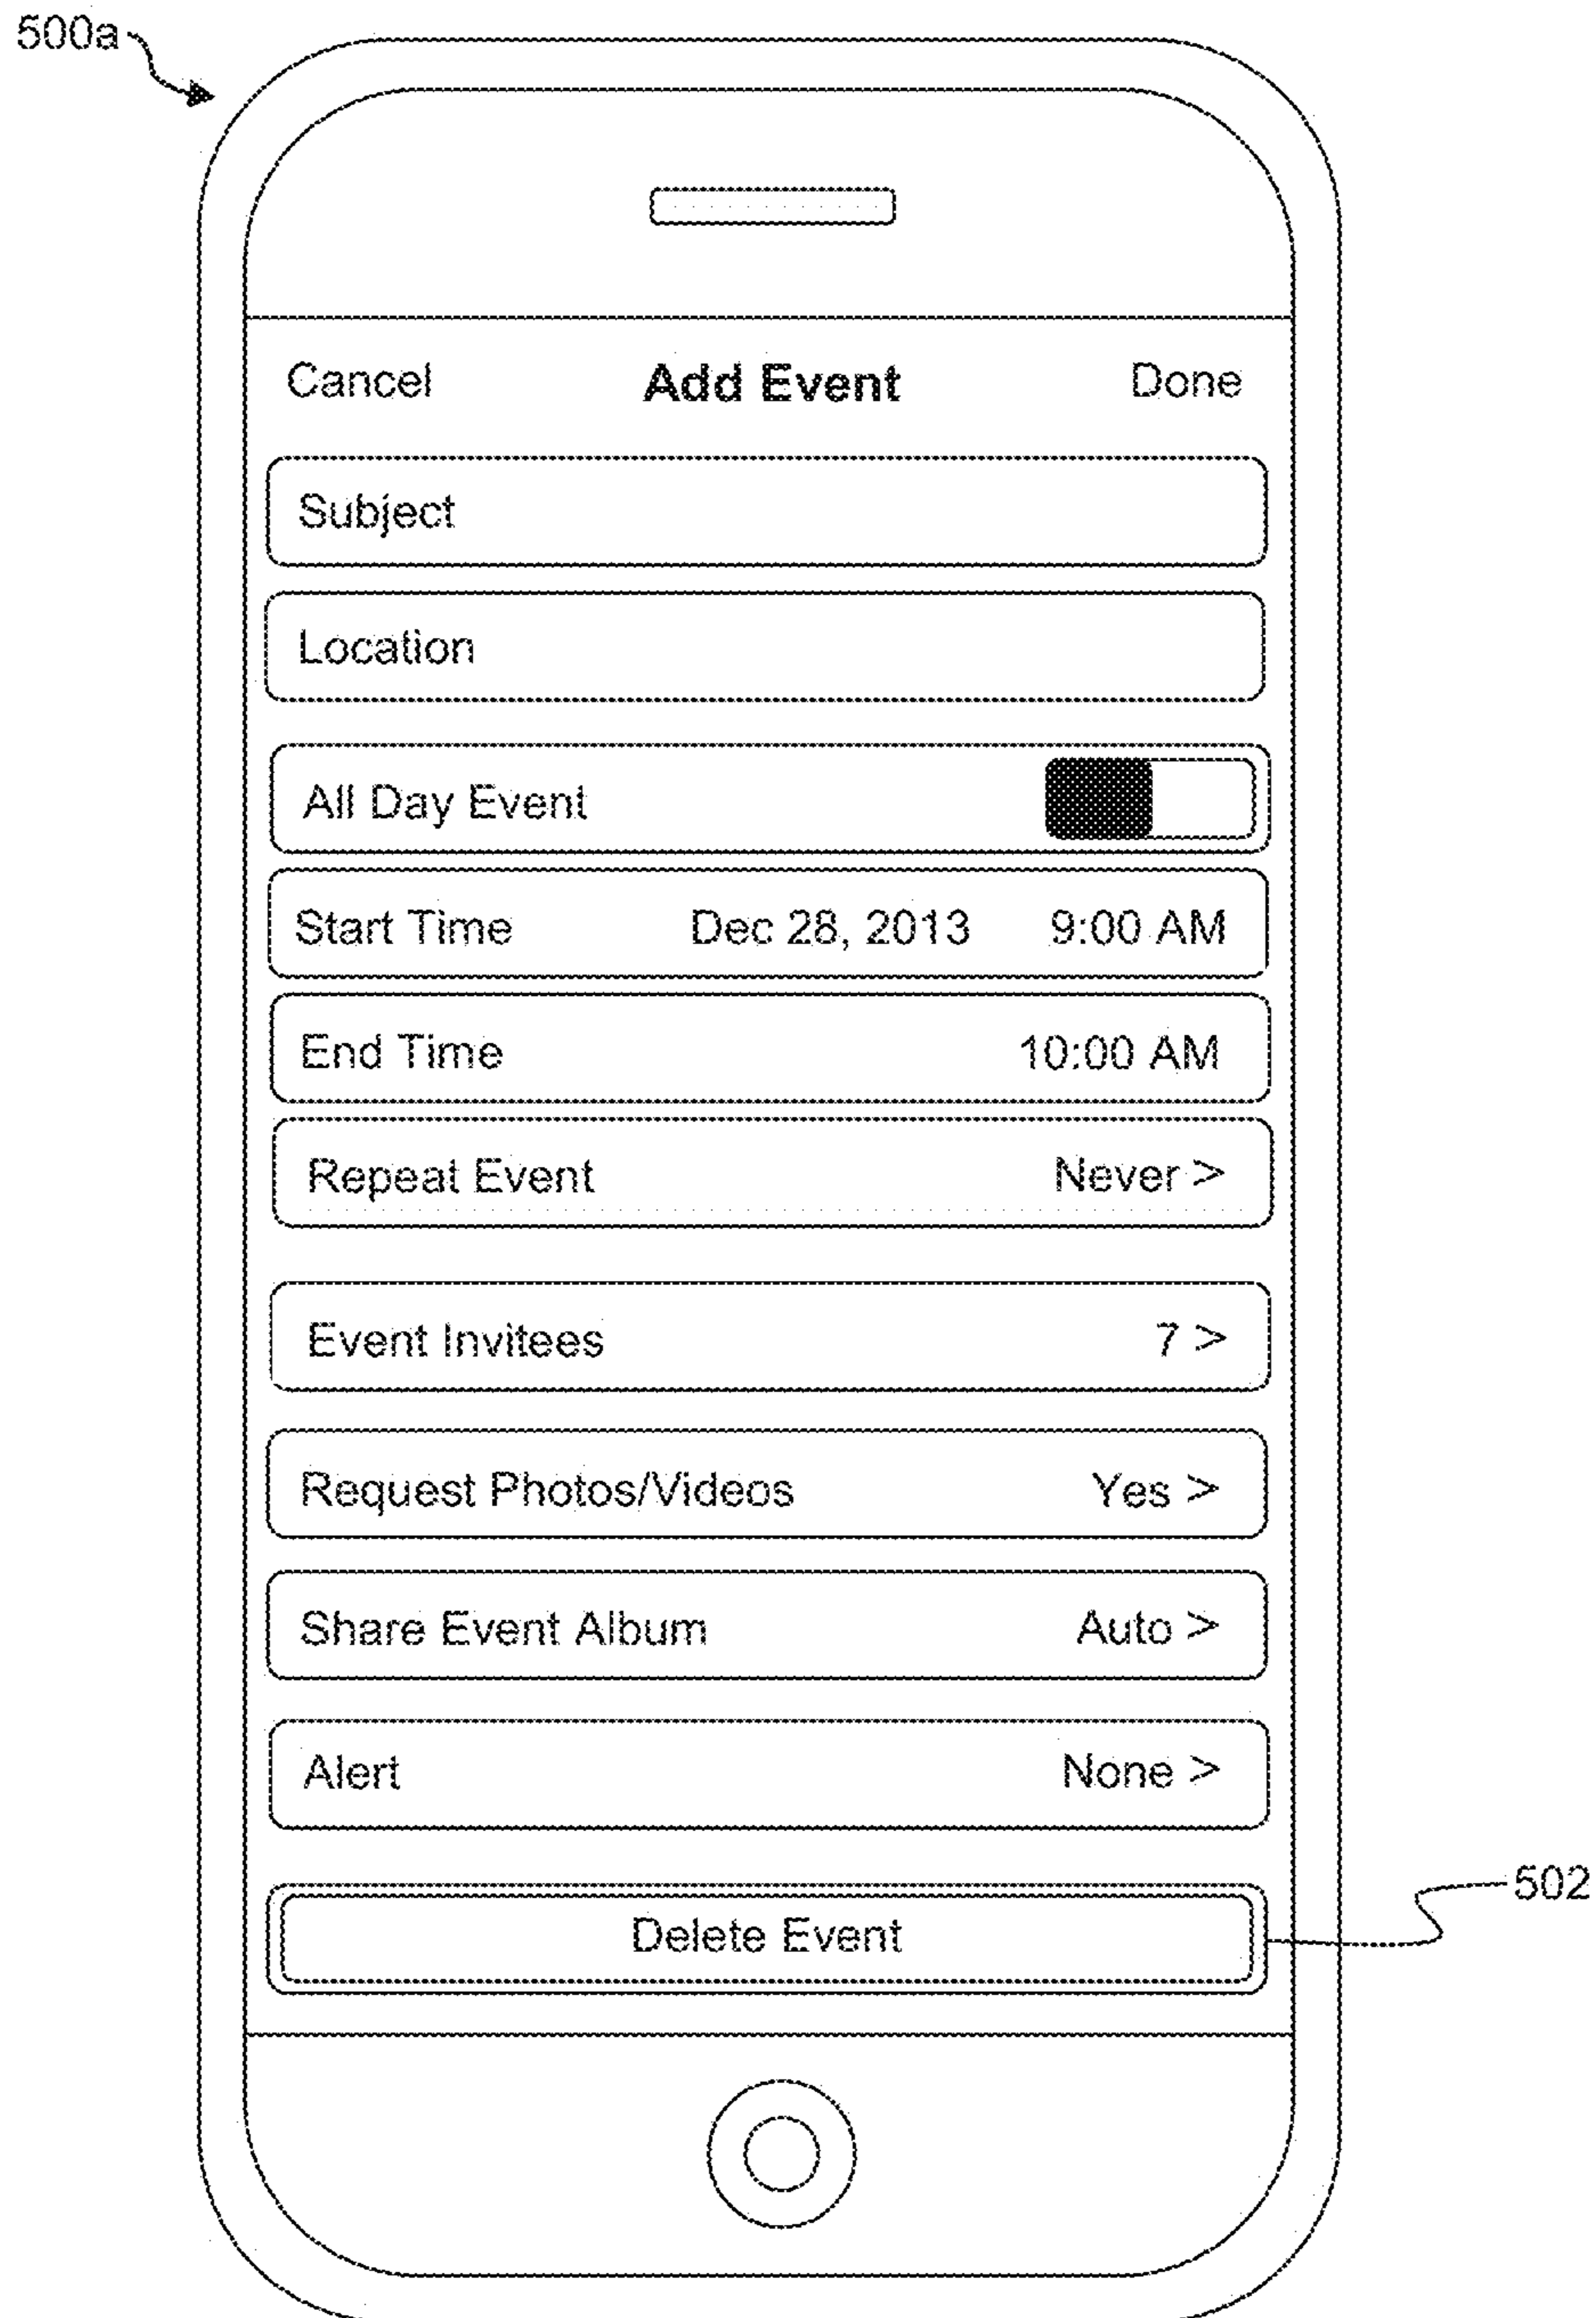 500a
Cancel Add Event Done
Subject
Location
All Day Event
Start Time Dec 28, 2013 9:00 AM
End Time 10:00 AM
Repeat Event Never >
Event Invitees 7 >
Request Photos/Videos Yes >
Share Event Album Auto >
Alert None >
Delete Event
502